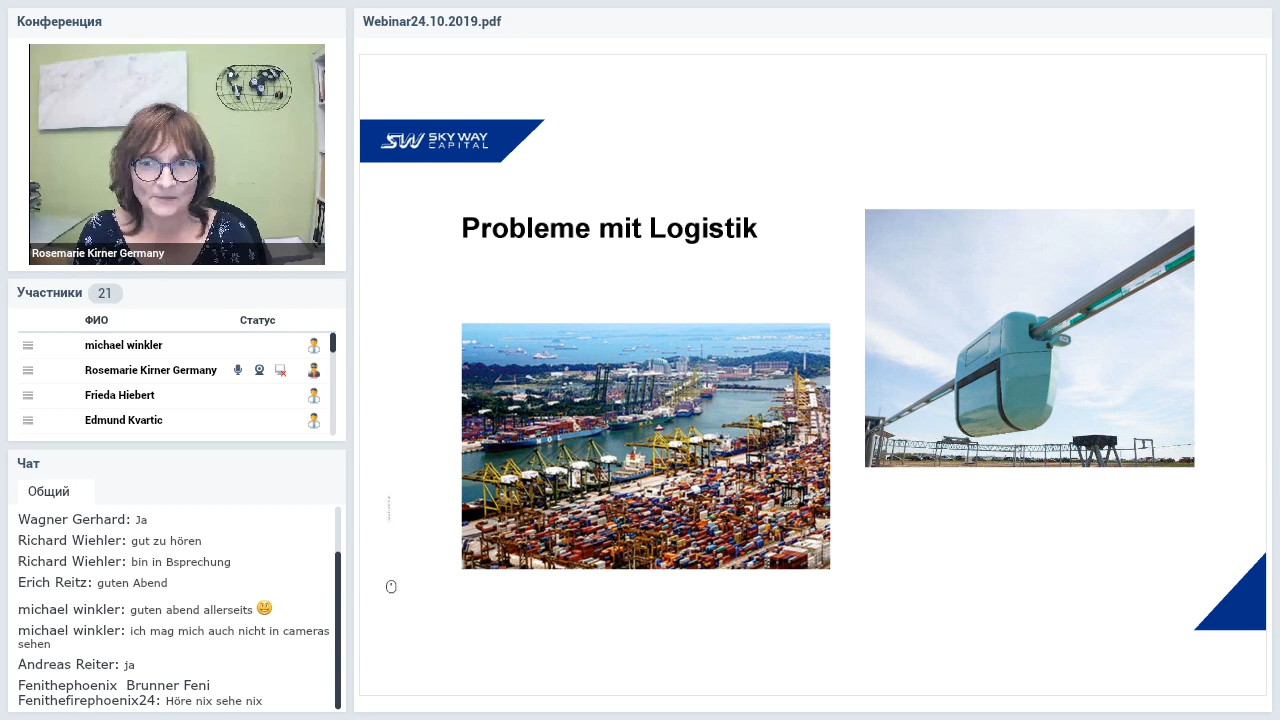 Конференция
Rosemarie Kirner Germany
Участники 21
ФИО Статус
michael winkler
Rosemarie Kirner Germany
Frieda Hiebert
Edmund Kvartic
Чат
Общий
Wagner Gerhard: Ja
Richard Wiehler: gut zu hören
Richard Wiehler: bin in Bsprechung
Erich Reitz: guten Abend
michael winkler: guten abend allerseits
michael winkler: ich mag mich auch nicht in cameras
sehen
Andreas Reiter: ja
Fenithephoenix Brunner Feni
Fenithefirephoenix24: Höre nix sehe nix
Webinar24.10.2019.pdf
SW SKY WAY
CAPITAL
Probleme mit Logistik